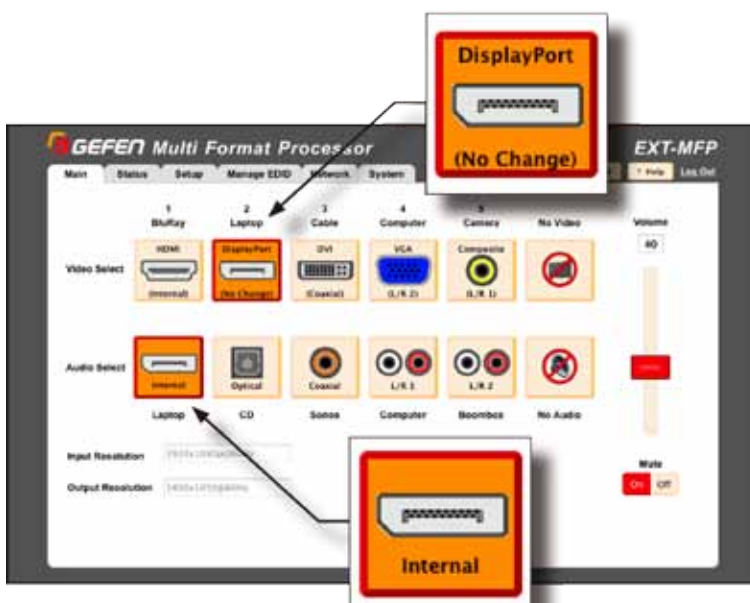 DisplayPort
(No Change)
GEFEN Multi Format Processor
EXT-MFP
Main Status Setup Manage EDID Network System ? Help Log Out
1 2 3 4 5
BluRay Laptop Cable Computer Camera No Video Volume
40
Video Select
HDMI DisplayPort DVI VGA Composite
(Internal) (No Change) (Coaxial) (L/R 2) (L/R 1)
Audio Select
Internal Optical Coaxial L/R 1 L/R 2
Laptop CD Sonos Computer Boombox No Audio
Input Resolution
Output Resolution
Mute
On Off
Internal